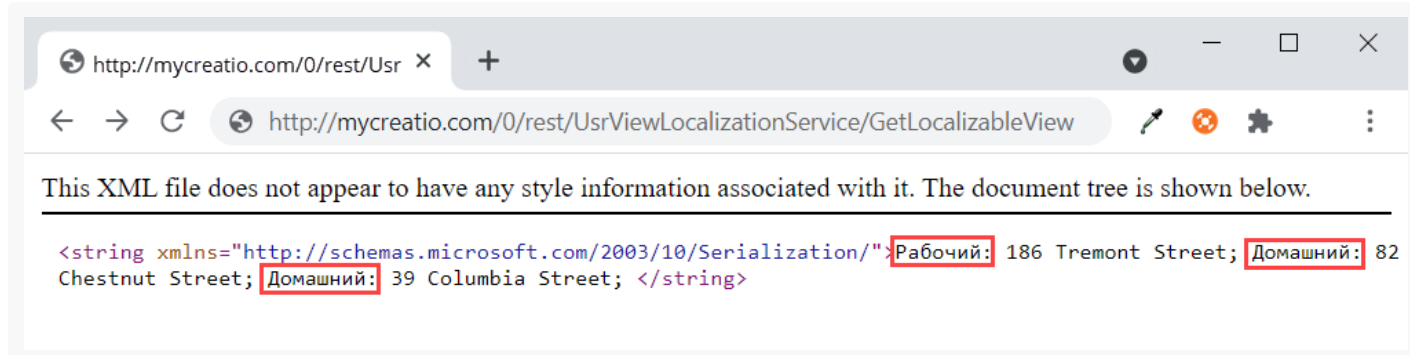 http://mycreatio.com/0/rest/Usr
http://mycreatio.com/0/rest/UsrViewLocalizationService/GetLocalizableView
This XML file does not appear to have any style information associated with it. The document tree is shown below.
<string xmlns="http://schemas.microsoft.com/2003/10/Serialization/">Рабочий: 186 Tremont Street; Домашний: 82
Chestnut Street; Домашний: 39 Columbia Street; </string>